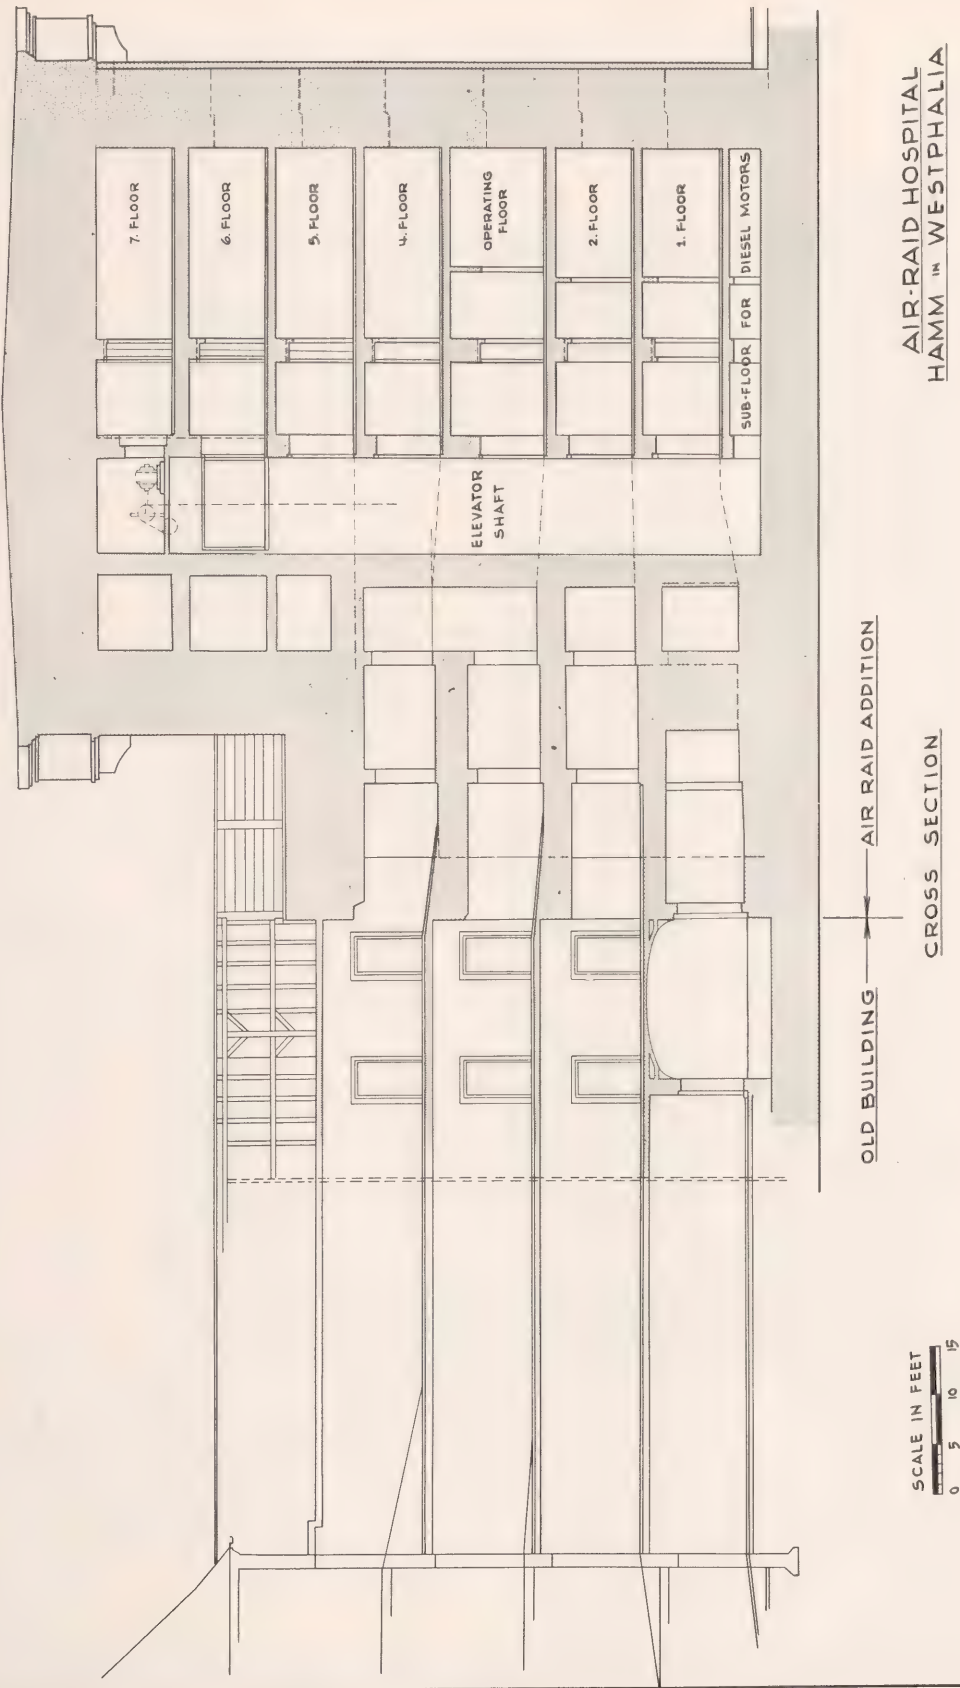 7. FLOOR
6. FLOOR
5. FLOOR
4. FLOOR
OPERATING
FLOOR
2. FLOOR
1. FLOOR
SUB-FLOOR FOR DIESEL MOTORS
ELEVATOR
SHAFT
OLD BUILDING
AIR RAID ADDITION
SCALE IN FEET
0 5 10 15
CROSS SECTION
AIR-RAID HOSPITAL
HAMM IN WESTPHALIA